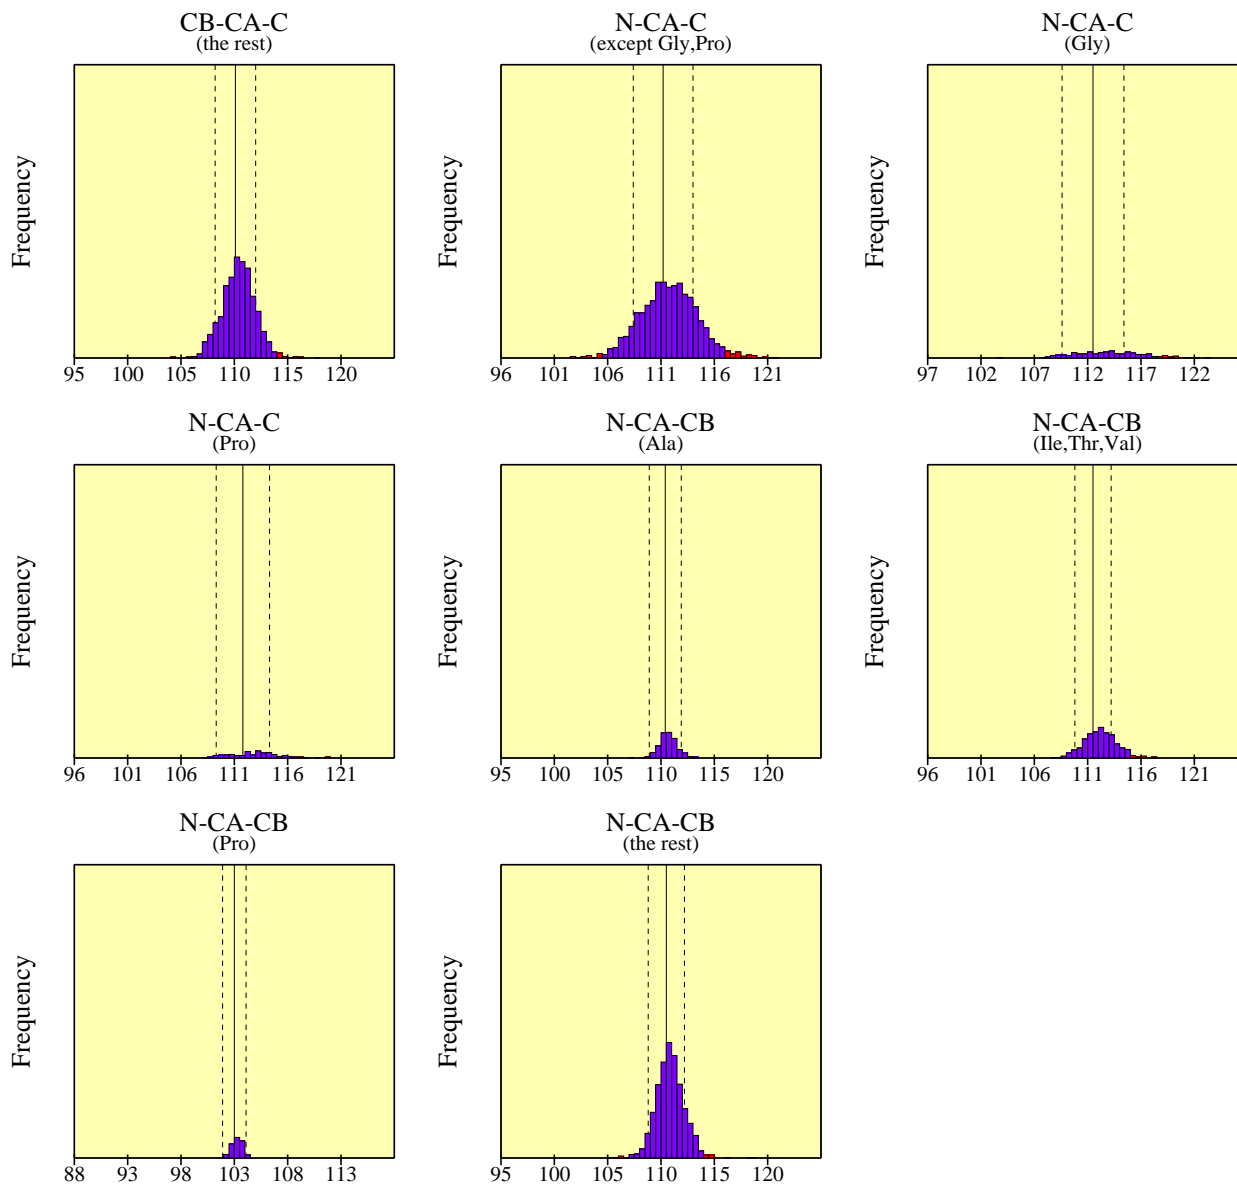 CB-CA-C
(the rest)
Frequency
95 100 105 110 115 120
N-CA-C
(except Gly,Pro)
Frequency
96 101 106 111 116 121
N-CA-C
(Gly)
Frequency
97 102 107 112 117 122
N-CA-C
(Pro)
Frequency
96 101 106 111 116 121
N-CA-CB
(Ala)
Frequency
95 100 105 110 115 120
N-CA-CB
(Ile,Thr,Val)
Frequency
96 101 106 111 116 121
N-CA-CB
(Pro)
Frequency
88 93 98 103 108 113
N-CA-CB
(the rest)
Frequency
95 100 105 110 115 120